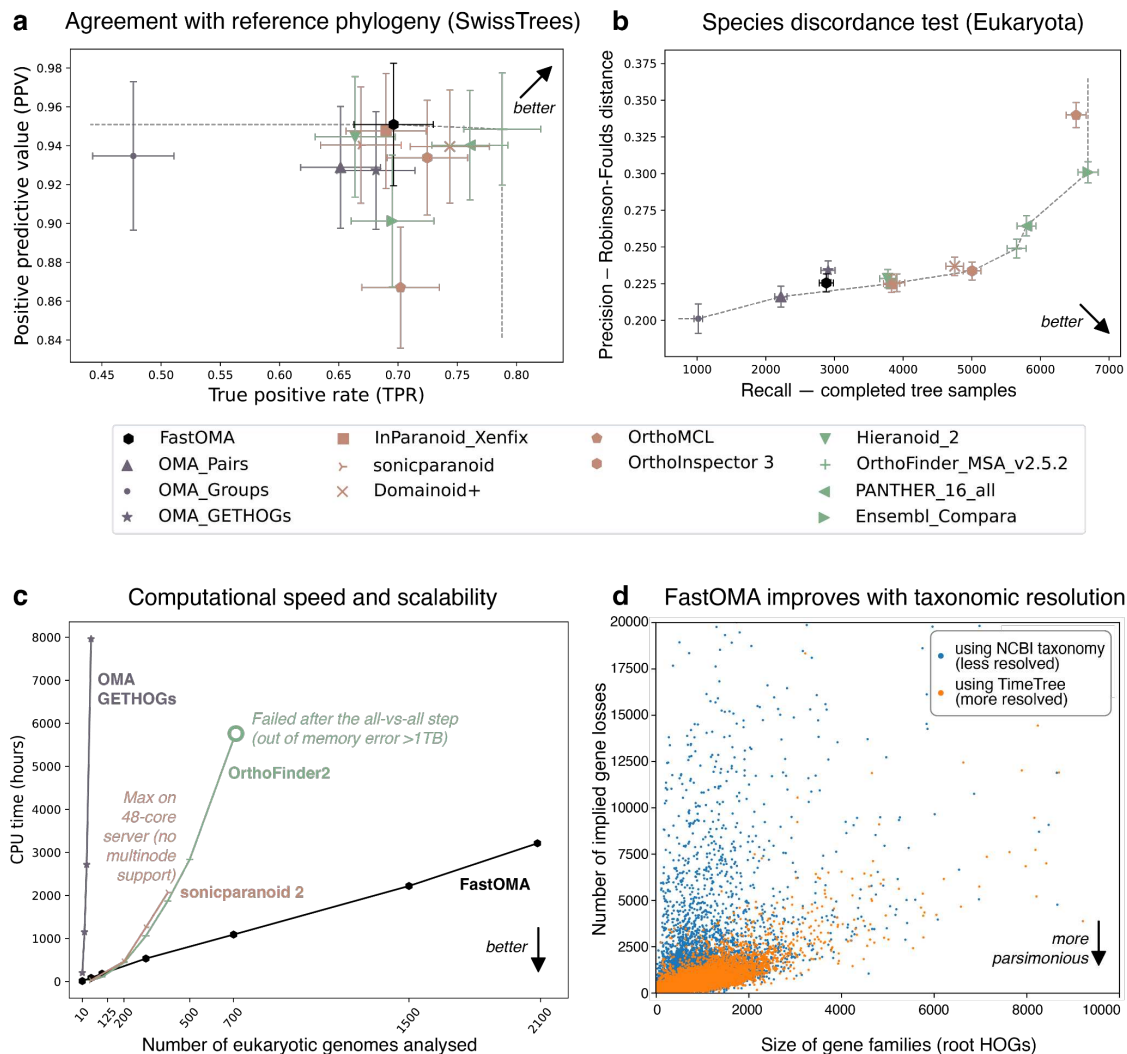 a Agreement with reference phylogeny (SwissTrees)
Positive predictive value (PPV)
0.98
0.96
0.94
0.92
0.90
0.88
0.86
0.84
better
0.45 0.50 0.55 0.60 0.65 0.70 0.75 0.80
True positive rate (TPR)
b Species discordance test (Eukaryota)
Precision — Robinson-Foulds distance
0.375
0.350
0.325
0.300
0.275
0.250
0.225
0.200
better
1000 2000 3000 4000 5000 6000 7000
Recall — completed tree samples
FastOMA
OMA_Pairs
OMA_Groups
OMA_GETHOGs
InParanoid_Xenfix
sonicparanoid
Domainoid+
OrthoMCL
OrthoInspector 3
Hieranoid_2
OrthoFinder_MSA_v2.5.2
PANTHER_16_all
Ensembl_Compara
c Computational speed and scalability
CPU time (hours)
8000
7000
6000
5000
4000
3000
2000
1000
0
OMA
GETHOGs
Failed after the all-vs-all step
(out of memory error >1TB)
OrthoFinder2
Max on
48-core
server (no
multinode
support)
sonicparanoid 2
FastOMA
better
10 125 200 500 700 1500 2100
Number of eukaryotic genomes analysed
d FastOMA improves with taxonomic resolution
Number of implied gene losses
20000
17500
15000
12500
10000
7500
5000
2500
0
using NCBI taxonomy
(less resolved)
using TimeTree
(more resolved)
more
parsimonious
0 2000 4000 6000 8000 10000
Size of gene families (root HOGs)